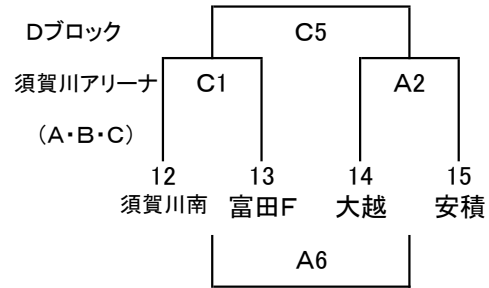 Dブロック C5
須賀川アリーナ C1 A2
(A・B・C)
12 13 14 15
須賀川南 富田F 大越 安積
A6